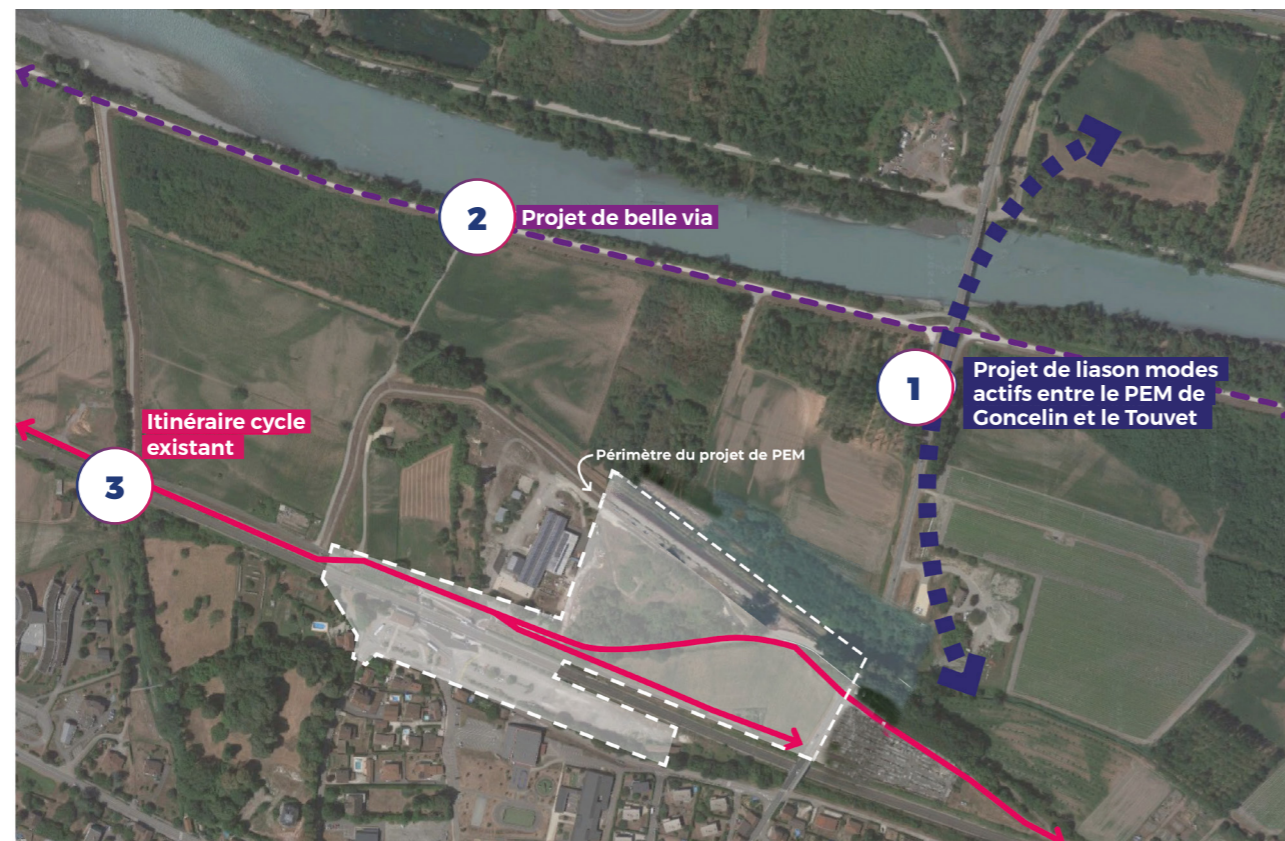 2
Projet de belle via
1
Projet de liason modes
actifs entre le PEM de
Goncelin et le Touvet
Itinéraire cycle
existant
3
Périmètre du projet de PEM